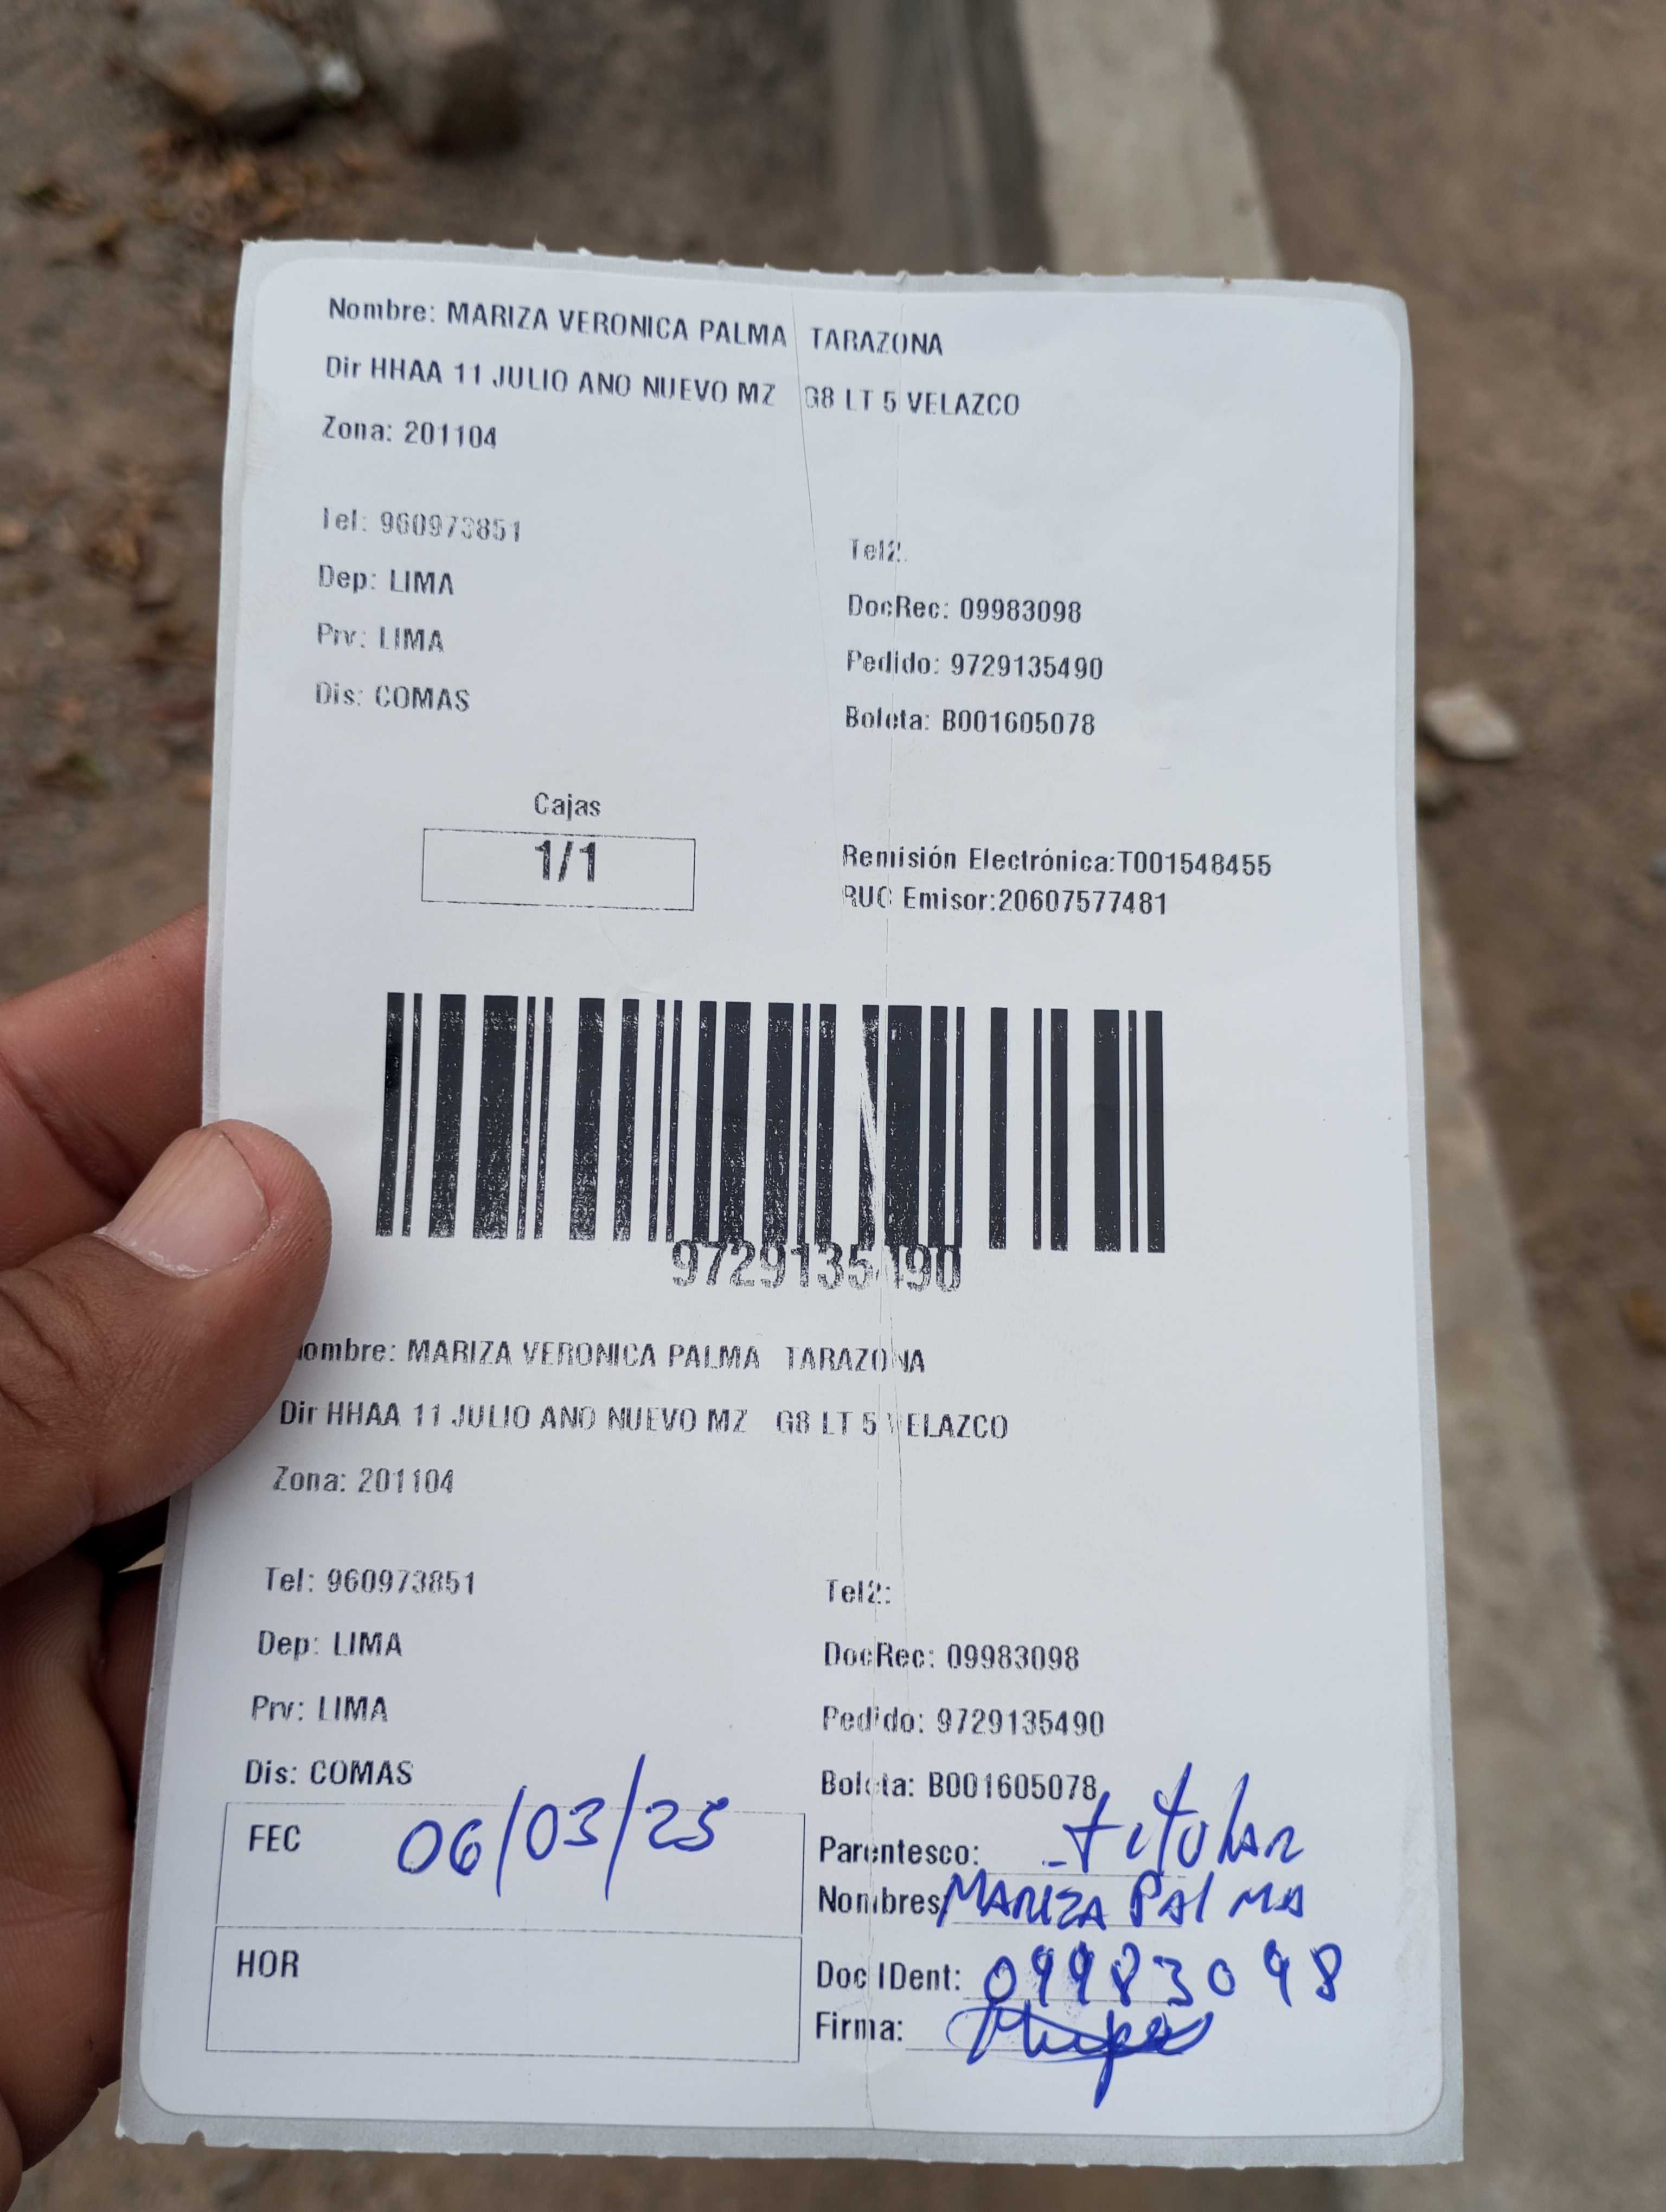 Nombre: MARIZA VERONICA PALMA TARAZONA
Dir HHAA 11 JULIO ANO NUEVO MZ G8 LT 5 VELAZCO
Zona: 201104
Tel: 960973851
Tel2:
Dep: LIMA
DocRec: 09983098
Prv: LIMA
Pedido: 9729135490
Dis: COMAS
Boleta: B001605078
Cajas
1/1
Remisión Electrónica:T001548455
RUC Emisor:20607577481
9729135490
Nombre: MARIZA VERONICA PALMA TARAZONA
Dir HHAA 11 JULIO ANO NUEVO MZ G8 LT 5 VELAZCO
Zona: 201104
Tel: 960973851
Tel2:
Dep: LIMA
DocRec: 09983098
Prv: LIMA
Pedido: 9729135490
Dis: COMAS
Boleta: B001605078
FEC 06/03/25
Parentesco: titular
Nombres: MARIZA PALMA
HOR
Doc IDent: 09983098
Firma: